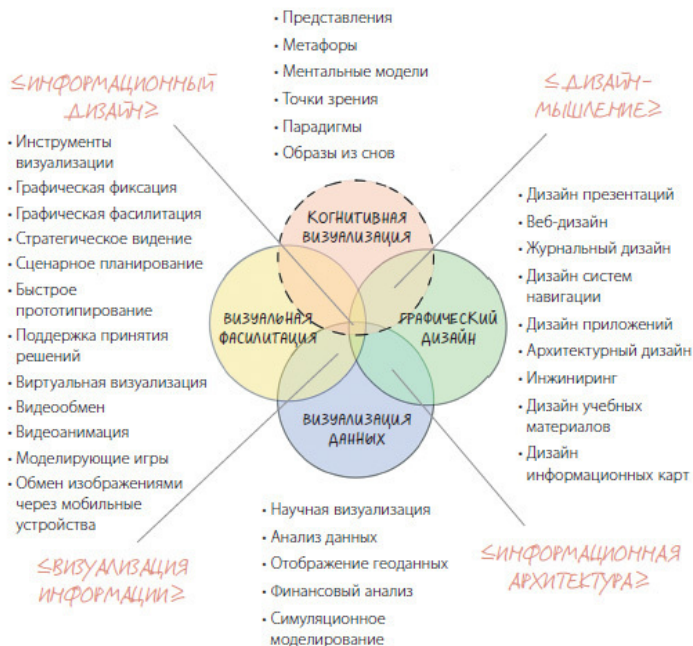 • Представления
• Метафоры
• Ментальные модели
• Точки зрения
• Парадигмы
• Образы из снов
≤ИНФОРМАЦИОННЫЙ
ДИЗАЙН≥
≤ДИЗАЙН-
МЫШЛЕНИЕ≥
• Инструменты
визуализации
• Графическая фиксация
• Графическая фасилитация
• Стратегическое видение
• Сценарное планирование
• Быстрое
прототипирование
• Поддержка принятия
решений
• Виртуальная визуализация
• Видеообмен
• Видеоанимация
• Моделирующие игры
• Обмен изображениями
через мобильные
устройства
КОГНИТИВНАЯ
ВИЗУАЛИЗАЦИЯ
ВИЗУАЛЬНАЯ
ФАСИЛИТАЦИЯ
ГРАФИЧЕСКИЙ
ДИЗАЙН
ВИЗУАЛИЗАЦИЯ
ДАННЫХ
• Дизайн презентаций
• Веб-дизайн
• Журнальный дизайн
• Дизайн систем
навигации
• Дизайн приложений
• Архитектурный дизайн
• Инжиниринг
• Дизайн учебных
материалов
• Дизайн
информационных карт
≤ВИЗУАЛИЗАЦИЯ
ИНФОРМАЦИИ≥
• Научная визуализация
• Анализ данных
• Отображение геоданных
• Финансовый анализ
• Симуляционное
моделирование
≤ИНФОРМАЦИОННАЯ
АРХИТЕКТУРА≥